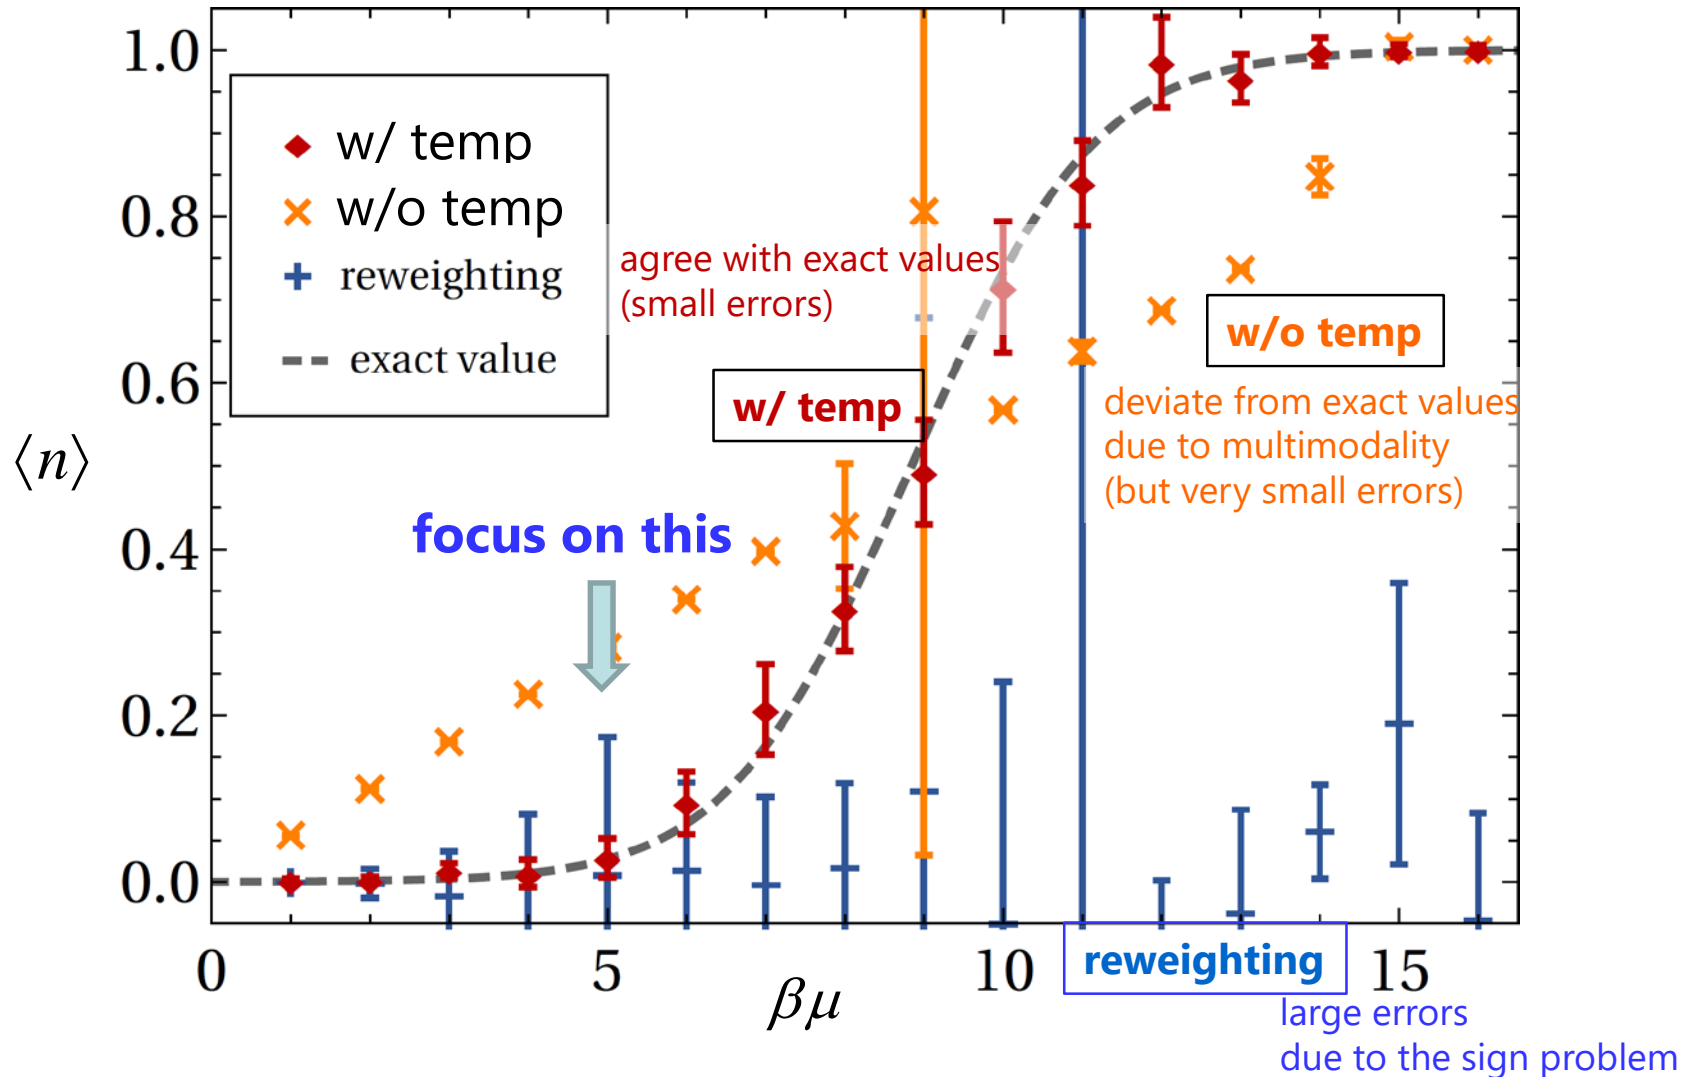 1.0
0.8
0.6
0.4
0.2
0.0
⟨n⟩
w/ temp
w/o temp
reweighting
exact value
agree with exact values
(small errors)
w/ temp
w/o temp
deviate from exact values
due to multimodality
(but very small errors)
focus on this
0
5
10
15
βμ
reweighting
large errors
due to the sign problem